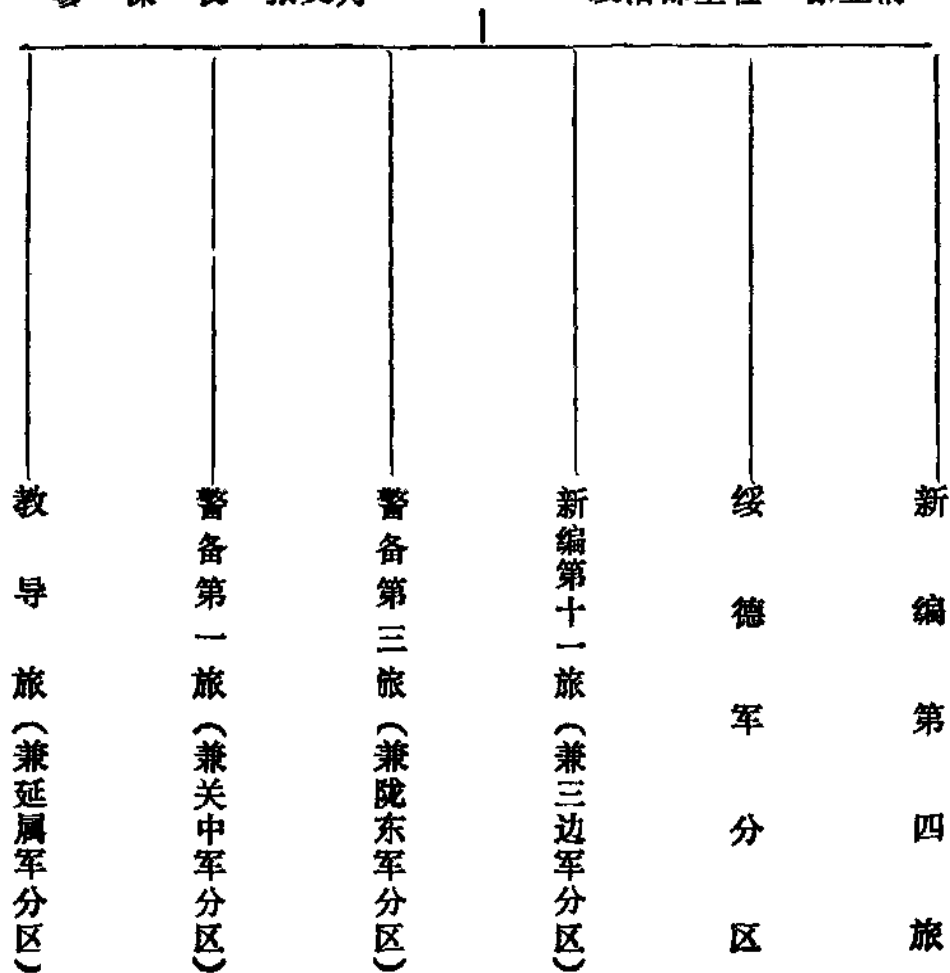 教导旅（兼延属军分区）
警备第一旅（兼关中军分区）
警备第三旅（兼陇东军分区）
新编第十一旅（兼三边军分区）
绥德军分区
新编第四旅